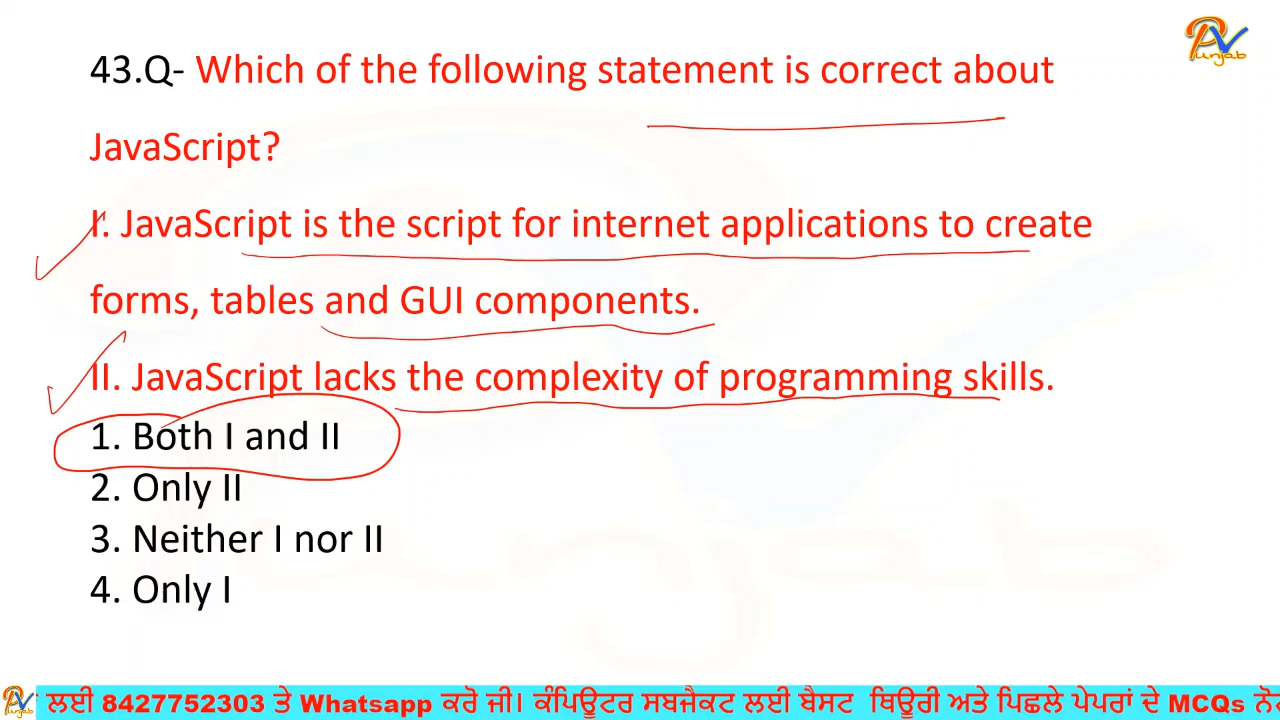 43.Q- Which of the following statement is correct about
JavaScript?
I. JavaScript is the script for internet applications to create
forms, tables and GUI components.
II. JavaScript lacks the complexity of programming skills.
1. Both I and II
2. Only II
3. Neither I nor II
4. Only I
Punjab
ਲਈ 8427752303 ਤੇ Whatsapp ਕਰੋ ਜੀ। ਕੰਪਿਊਟਰ ਸਬਜੈਕਟ ਲਈ ਬੈਸਟ ਥਿਊਰੀ ਅਤੇ ਪਿਛਲੇ ਪੇਪਰਾਂ ਦੇ MCQs